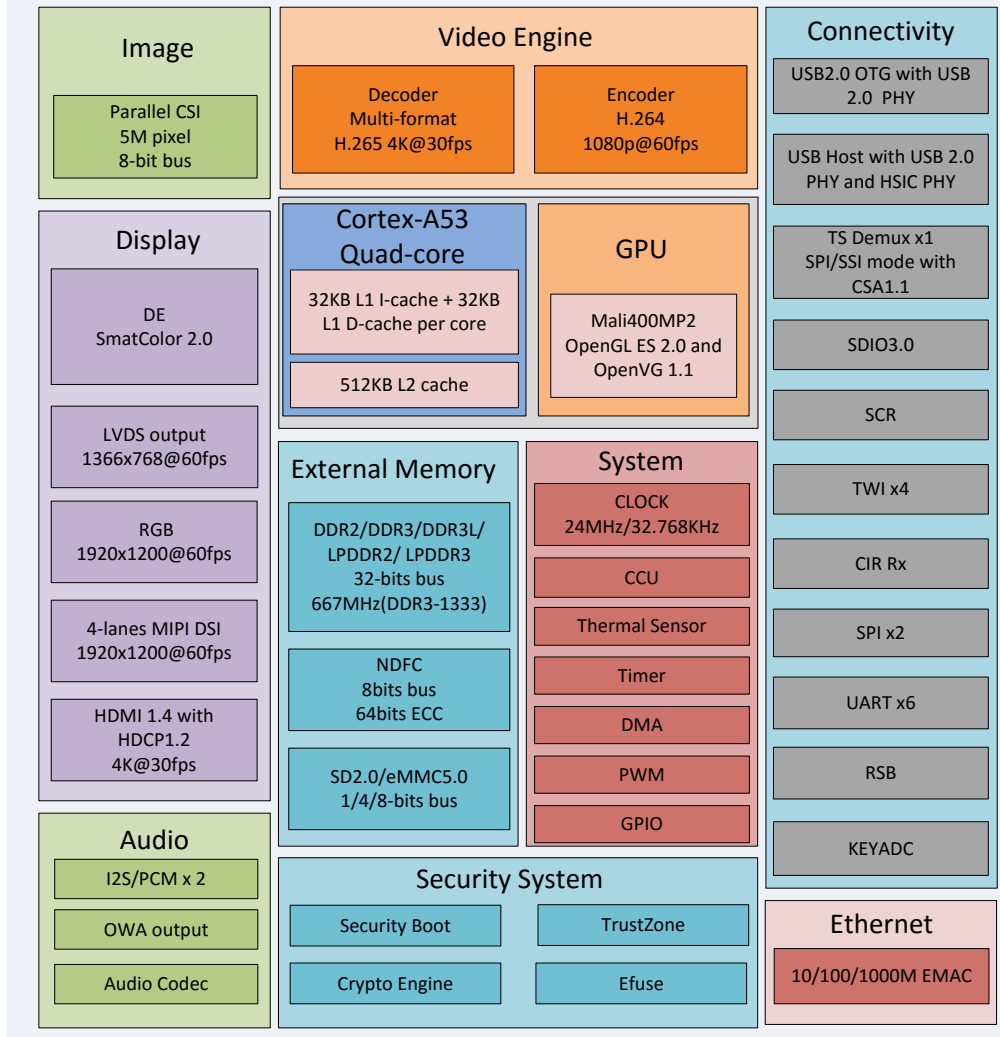 Image
Parallel CSI
5M pixel
8-bit bus
Video Engine
Decoder
Multi-format
H.265 4K@30fps
Encoder
H.264
1080p@60fps
Connectivity
USB2.0 OTG with USB
2.0 PHY
USB Host with USB 2.0
PHY and HSIC PHY
TS Demux x1
SPI/SSI mode with
CSA1.1
SDIO3.0
SCR
TWI x4
CIR Rx
SPI x2
UART x6
RSB
KEYADC
Display
DE
SmatColor 2.0
LVDS output
1366x768@60fps
RGB
1920x1200@60fps
4-lanes MIPI DSI
1920x1200@60fps
HDMI 1.4 with
HDCP1.2
4K@30fps
Cortex-A53
Quad-core
32KB L1 I-cache + 32KB
L1 D-cache per core
512KB L2 cache
GPU
Mali400MP2
OpenGL ES 2.0 and
OpenVG 1.1
External Memory
DDR2/DDR3/DDR3L/
LPDDR2/ LPDDR3
32-bits bus
667MHz(DDR3-1333)
NDFC
8bits bus
64bits ECC
SD2.0/eMMC5.0
1/4/8-bits bus
System
CLOCK
24MHz/32.768KHz
CCU
Thermal Sensor
Timer
DMA
PWM
GPIO
Audio
I2S/PCM x 2
OWA output
Audio Codec
Security System
Security Boot
TrustZone
Crypto Engine
Efuse
Ethernet
10/100/1000M EMAC